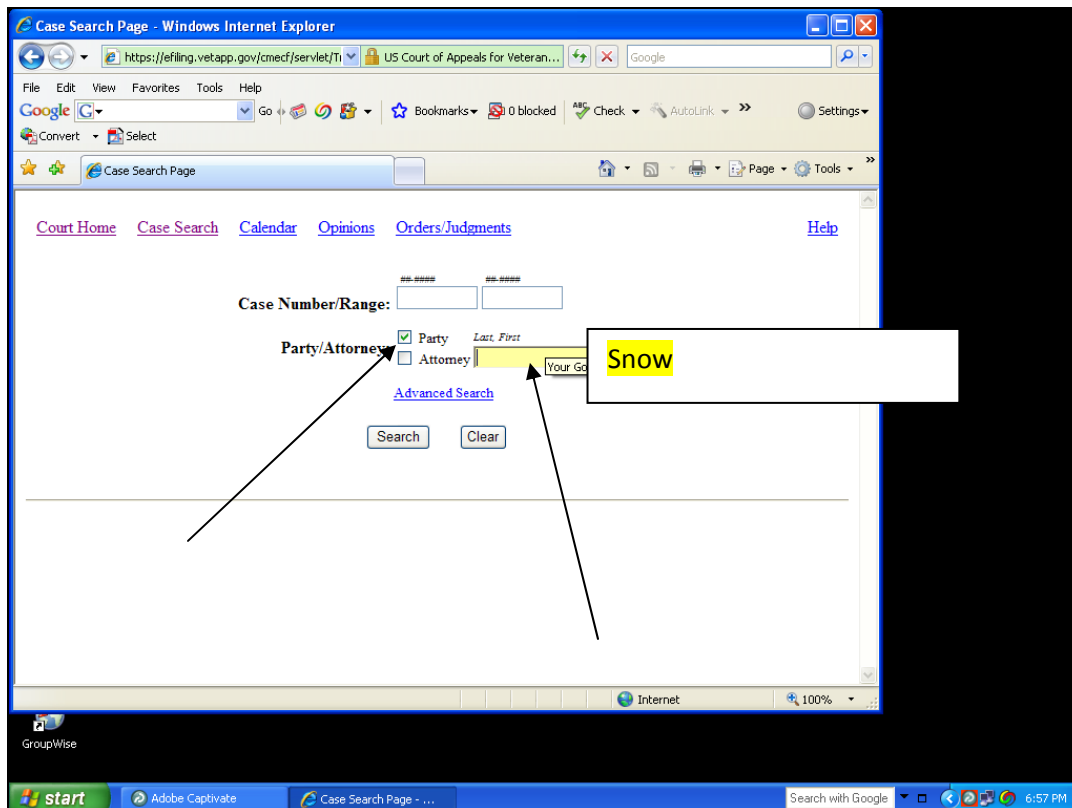 Case Search Page - Windows Internet Explorer
https://efiling.vetapp.gov/cmecf/servlet/Tr US Court of Appeals for Veteran... Google
File Edit View Favorites Tools Help
Google G Go Bookmarks 0 blocked ABC Check AutoLink » Settings
Convert Select
Case Search Page Page Tools »
Court Home Case Search Calendar Opinions Orders/Judgments Help
##-#### ##-####
Case Number/Range:
Party/Attorney: Party Last, First
Attorney Your Go
Snow
Advanced Search
Search Clear
Internet 100%
GroupWise
start Adobe Captivate Case Search Page - ... Search with Google 6:57 PM